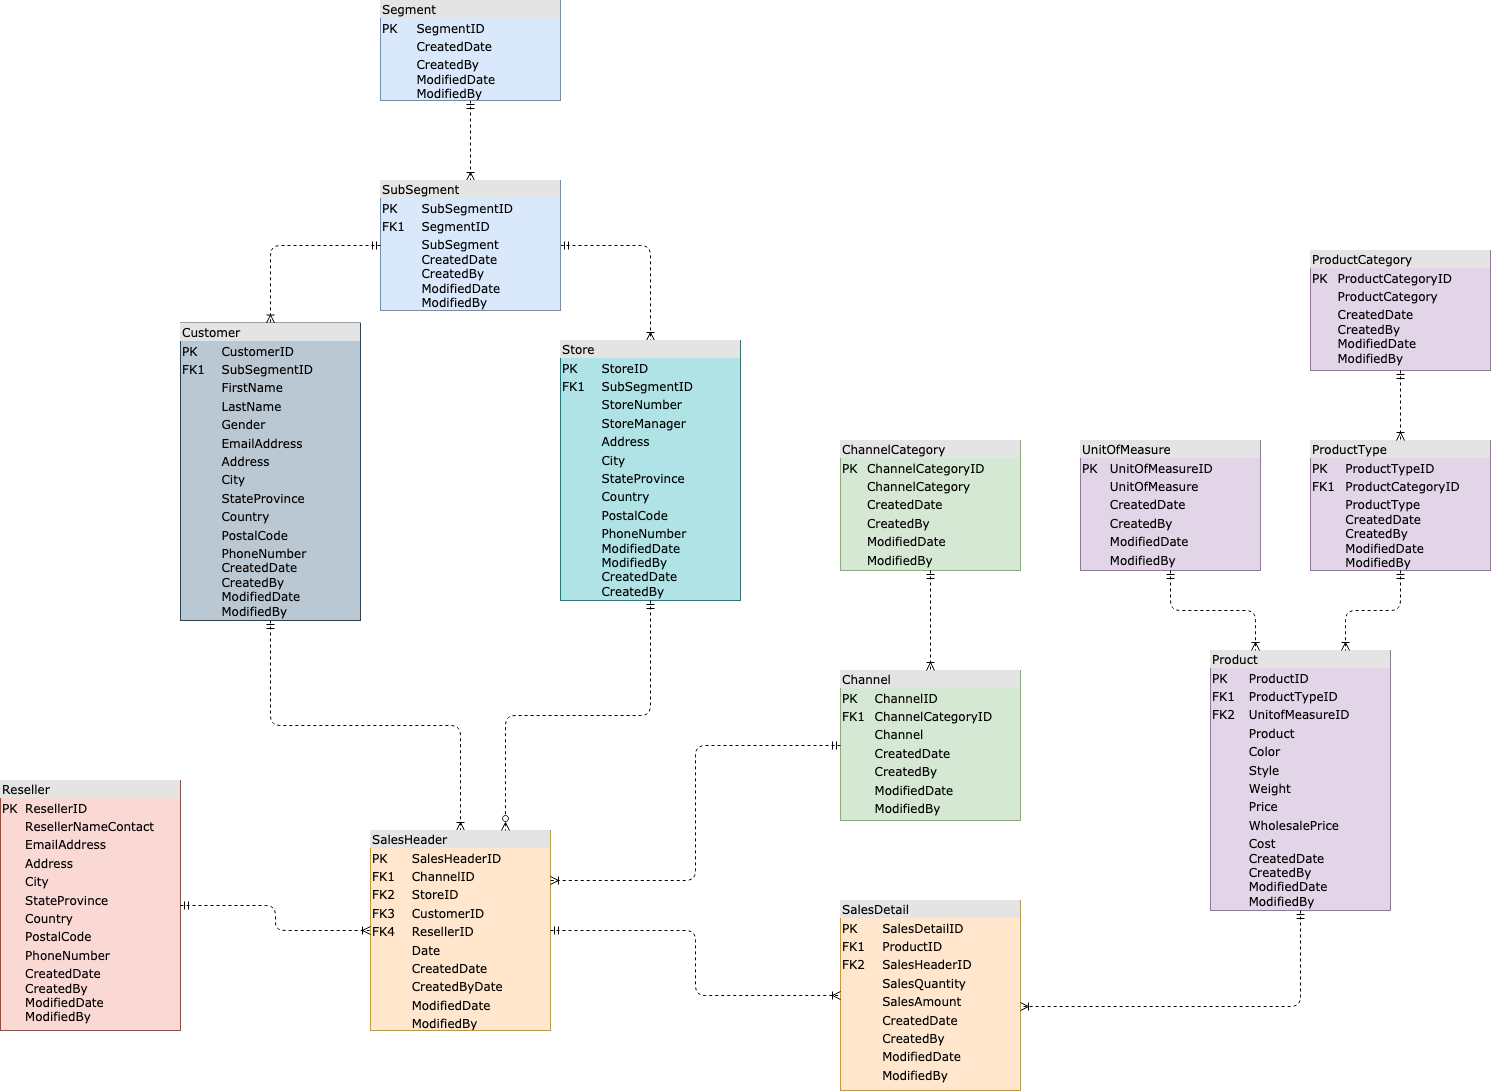 Segment
PK SegmentID
CreatedDate
CreatedBy
ModifiedDate
ModifiedBy
SubSegment
PK SubSegmentID
FK1 SegmentID
SubSegment
CreatedDate
CreatedBy
ModifiedDate
ModifiedBy
Customer
PK CustomerID
FK1 SubSegmentID
FirstName
LastName
Gender
EmailAddress
Address
City
StateProvince
Country
PostalCode
PhoneNumber
CreatedDate
CreatedBy
ModifiedDate
ModifiedBy
Store
PK StoreID
FK1 SubSegmentID
StoreNumber
StoreManager
Address
City
StateProvince
Country
PostalCode
PhoneNumber
ModifiedDate
ModifiedBy
CreatedDate
CreatedBy
ProductCategory
PK ProductCategoryID
ProductCategory
CreatedDate
CreatedBy
ModifiedDate
ModifiedBy
ChannelCategory
PK ChannelCategoryID
ChannelCategory
CreatedDate
CreatedBy
ModifiedDate
ModifiedBy
UnitOfMeasure
PK UnitOfMeasureID
UnitOfMeasure
CreatedDate
CreatedBy
ModifiedDate
ModifiedBy
ProductType
PK ProductTypeID
FK1 ProductCategoryID
ProductType
CreatedDate
CreatedBy
ModifiedDate
ModifiedBy
Channel
PK ChannelID
FK1 ChannelCategoryID
Channel
CreatedDate
CreatedBy
ModifiedDate
ModifiedBy
Product
PK ProductID
FK1 ProductTypeID
FK2 UnitofMeasureID
Product
Color
Style
Weight
Price
WholesalePrice
Cost
CreatedDate
CreatedBy
ModifiedDate
ModifiedBy
Reseller
PK ResellerID
ResellerNameContact
EmailAddress
Address
City
StateProvince
Country
PostalCode
PhoneNumber
CreatedDate
CreatedBy
ModifiedDate
ModifiedBy
SalesHeader
PK SalesHeaderID
FK1 ChannelID
FK2 StoreID
FK3 CustomerID
FK4 ResellerID
Date
CreatedDate
CreatedByDate
ModifiedDate
ModifiedBy
SalesDetail
PK SalesDetailID
FK1 ProductID
FK2 SalesHeaderID
SalesQuantity
SalesAmount
CreatedDate
CreatedBy
ModifiedDate
ModifiedBy